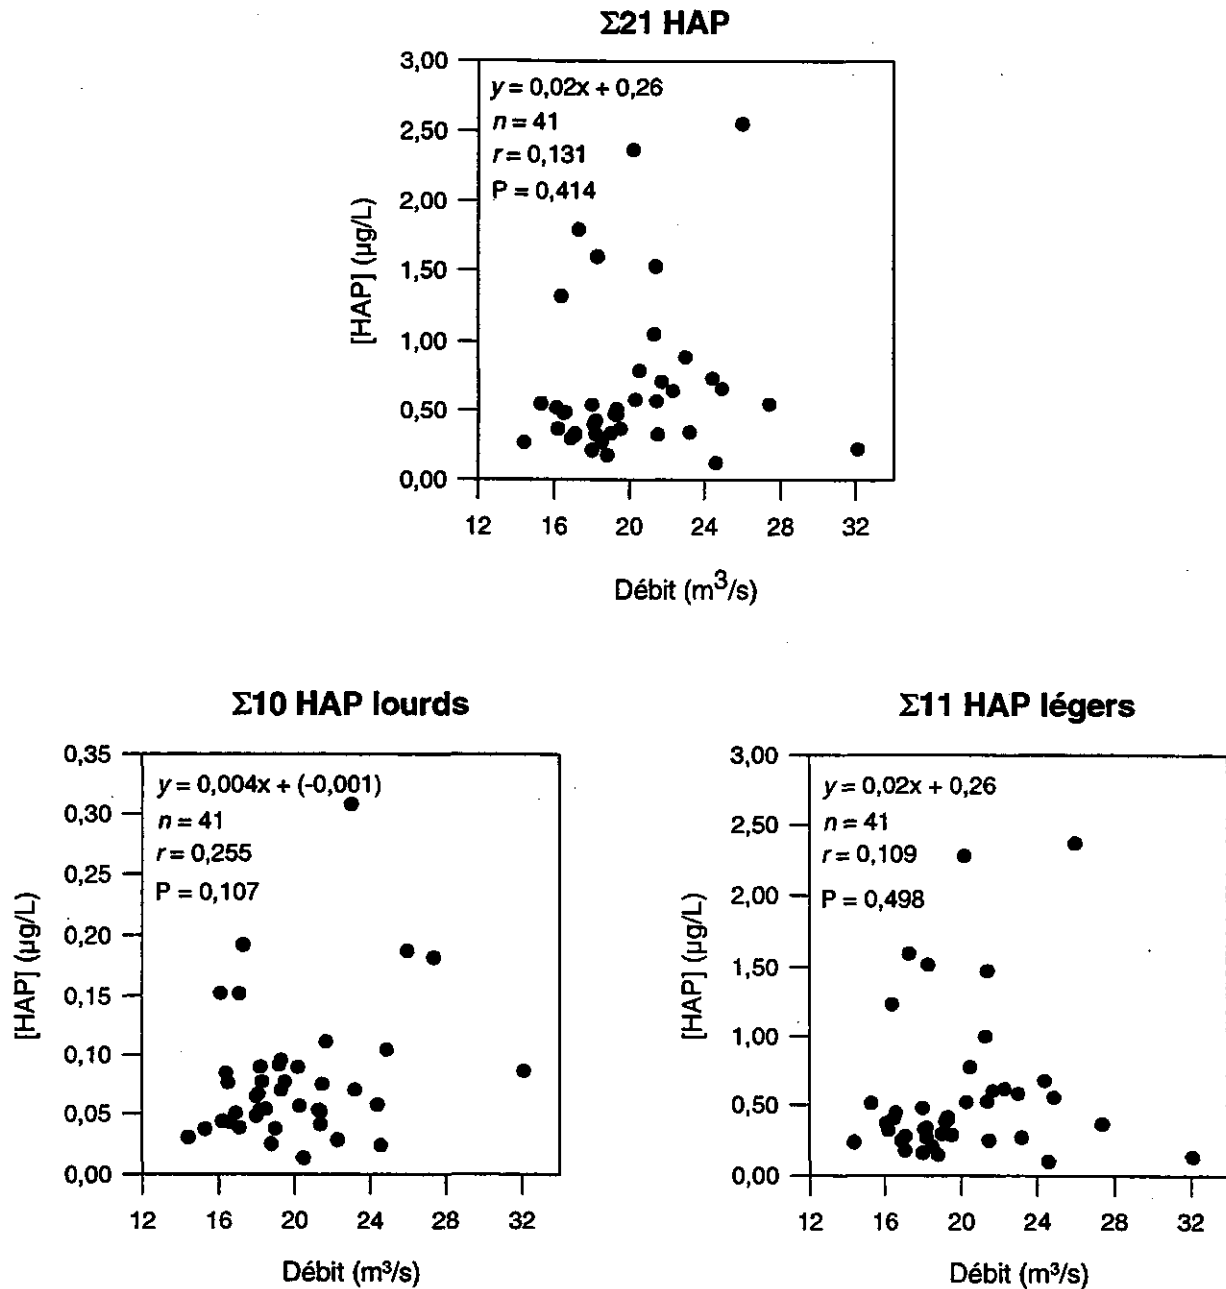 Σ21 HAP
3,00
2,50
2,00
1,50
1,00
0,50
0,00
[HAP] (µg/L)
y = 0,02x + 0,26
n = 41
r = 0,131
P = 0,414
12 16 20 24 28 32
Débit (m³/s)
Σ10 HAP lourds
0,35
0,30
0,25
0,20
0,15
0,10
0,05
0,00
[HAP] (µg/L)
y = 0,004x + (-0,001)
n = 41
r = 0,255
P = 0,107
12 16 20 24 28 32
Débit (m³/s)
Σ11 HAP légers
3,00
2,50
2,00
1,50
1,00
0,50
0,00
[HAP] (µg/L)
y = 0,02x + 0,26
n = 41
r = 0,109
P = 0,498
12 16 20 24 28 32
Débit (m³/s)